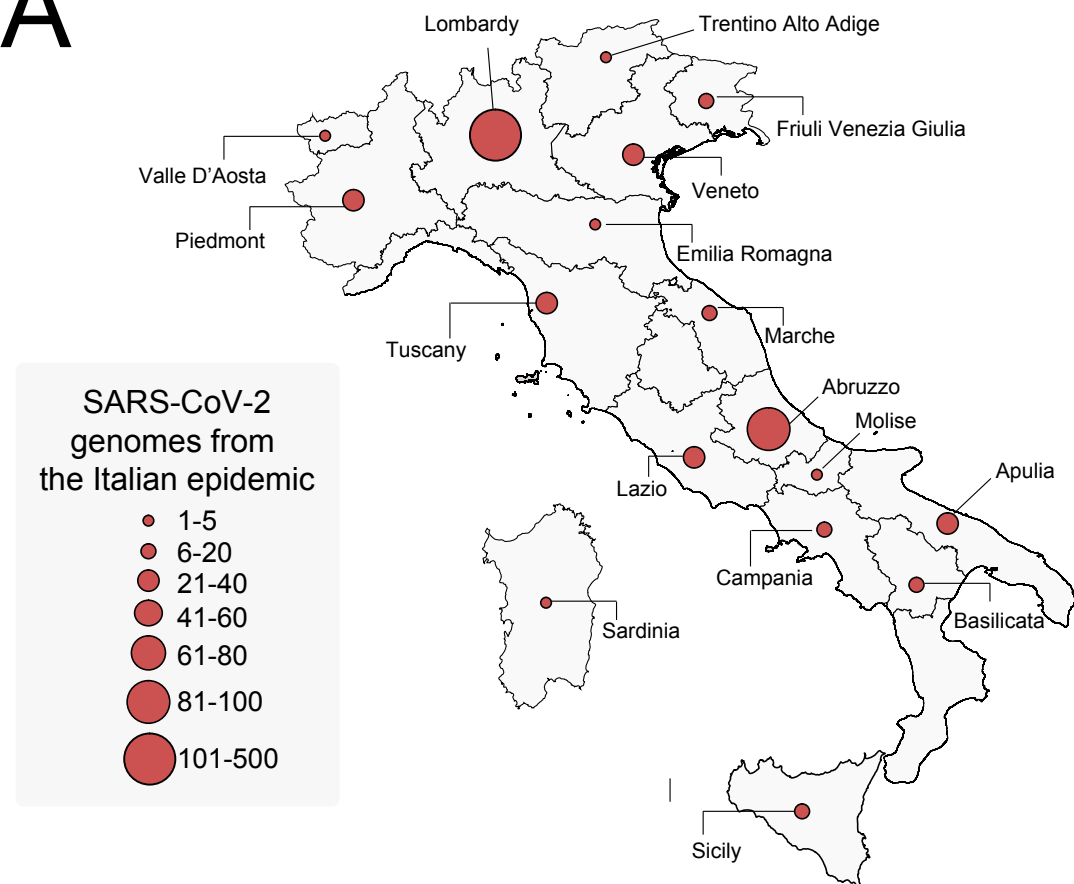 A
Lombardy
Trentino Alto Adige
Friuli Venezia Giulia
Valle D'Aosta
Veneto
Piedmont
Emilia Romagna
Marche
Tuscany
Abruzzo
Molise
Apulia
Lazio
Campania
Basilicata
Sardinia
Sicily
SARS-CoV-2
genomes from
the Italian epidemic
1-5
6-20
21-40
41-60
61-80
81-100
101-500